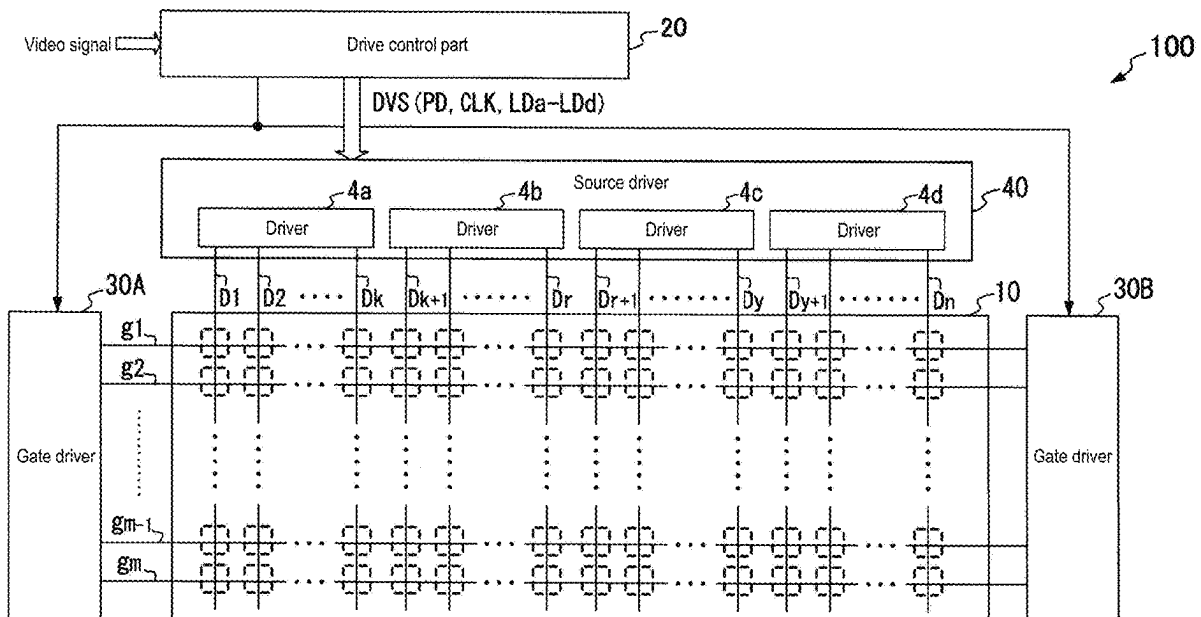 20
Video signal
Drive control part
100
DVS (PD, CLK, LDa-LDd)
Source driver
4a
4b
4c
4d
40
Driver
Driver
Driver
Driver
30A
D1
D2
Dk
Dk+1
Dr
Dr+1
Dy
Dy+1
Dn
10
30B
g1
g2
Gate driver
Gate driver
gm-1
gm